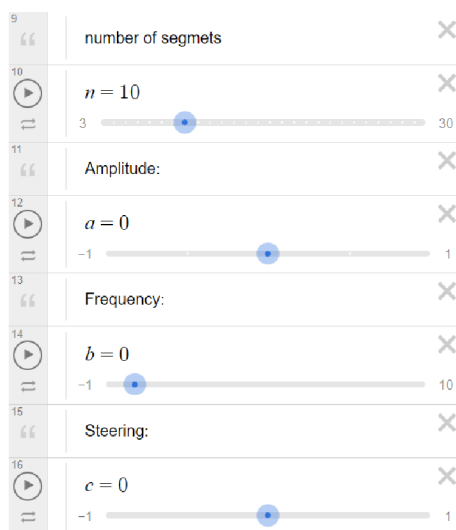 9
“
number of segmets
10
n = 10
3 30
11
“
Amplitude:
12
a = 0
−1 1
13
“
Frequency:
14
b = 0
−1 10
15
“
Steering:
16
c = 0
−1 1